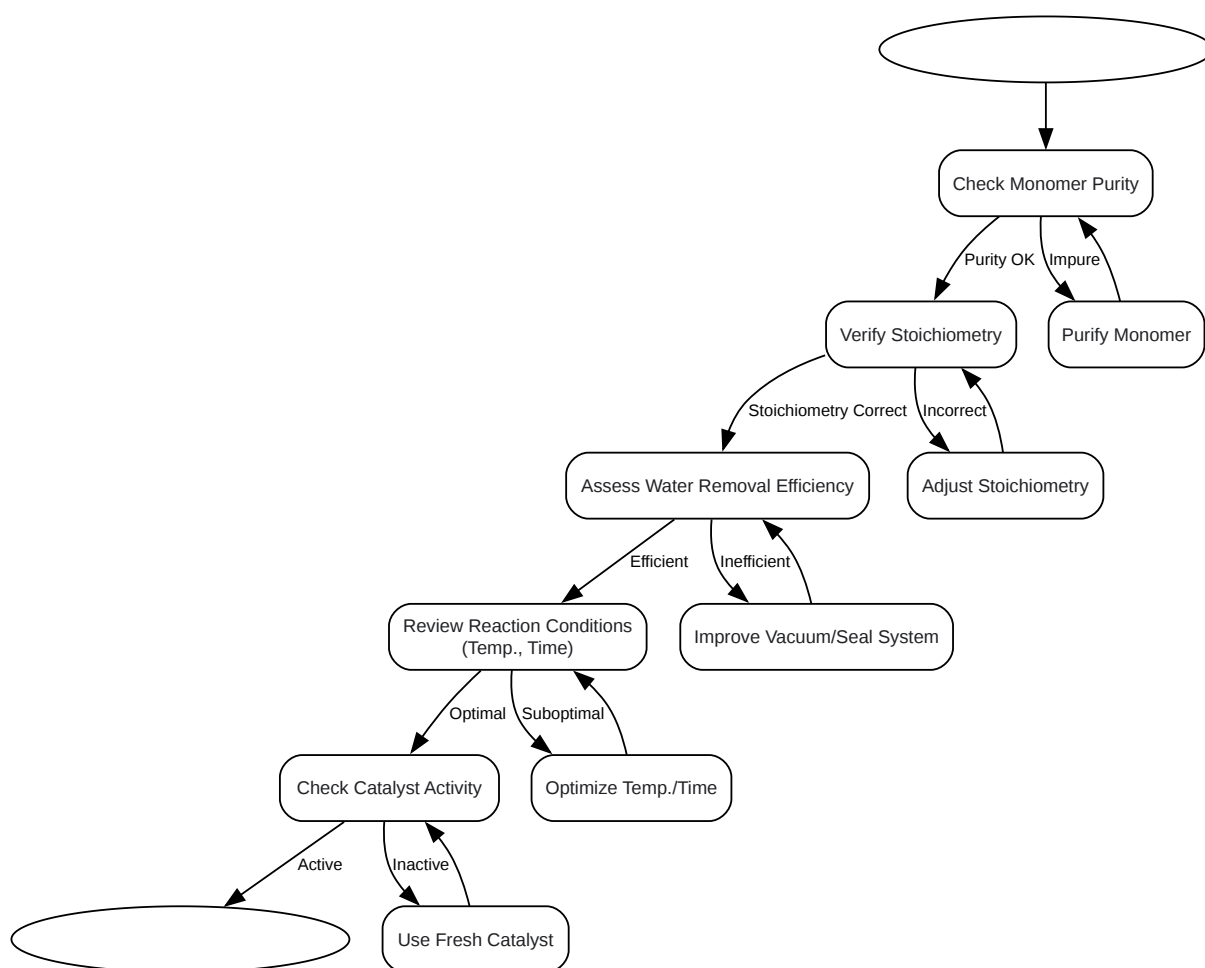 Check Monomer Purity
Purity OK
Impure
Verify Stoichiometry
Purify Monomer
Stoichiometry Correct
Incorrect
Assess Water Removal Efficiency
Adjust Stoichiometry
Efficient
Inefficient
Review Reaction Conditions
(Temp., Time)
Improve Vacuum/Seal System
Optimal
Suboptimal
Check Catalyst Activity
Optimize Temp./Time
Active
Inactive
Use Fresh Catalyst